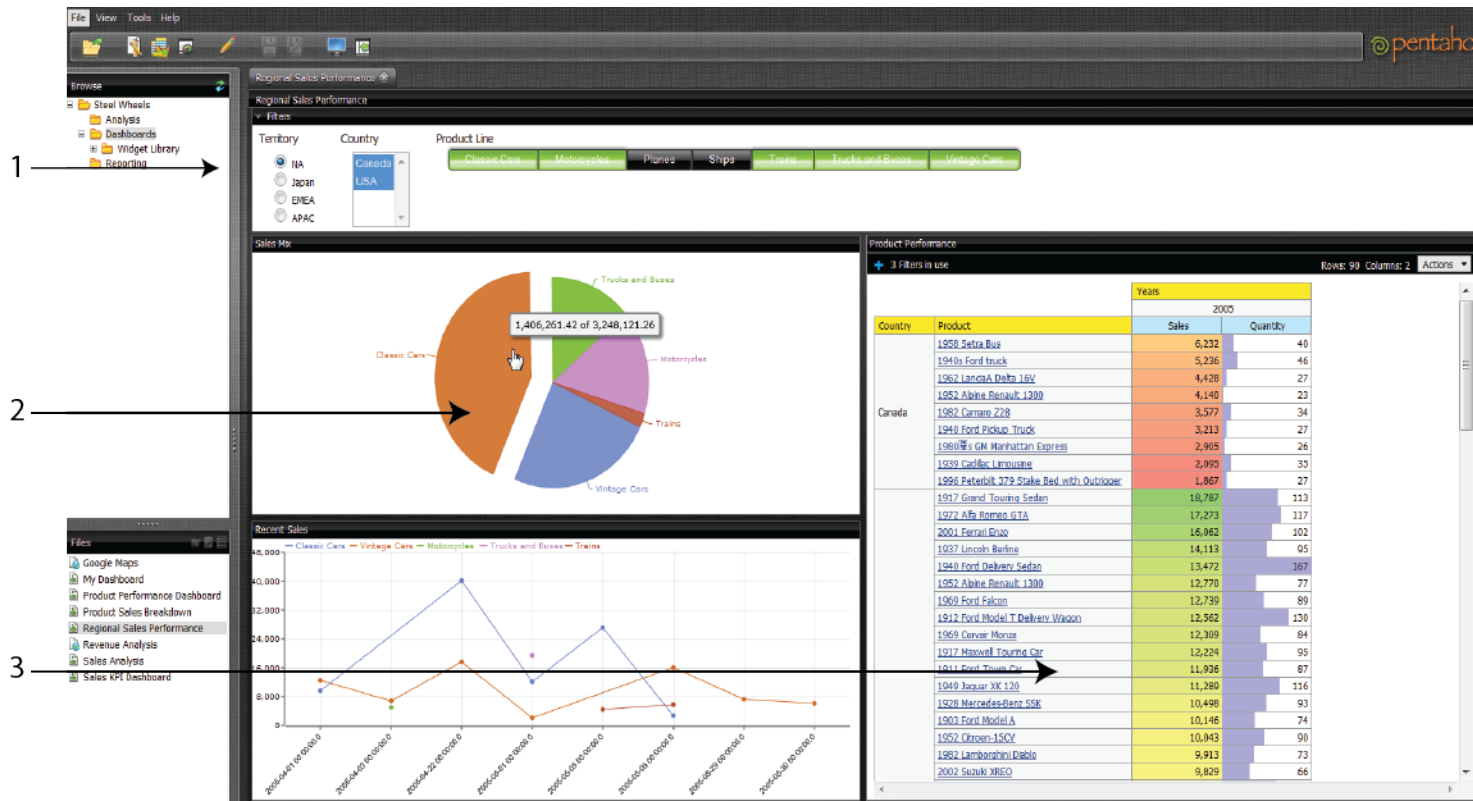 File View Tools Help
pentaho
Browse
Steel Wheels
Analysis
Dashboards
Widget Library
Reporting
1
2
3
Files
Google Maps
My Dashboard
Product Performance Dashboard
Product Sales Breakdown
Regional Sales Performance
Revenue Analysis
Sales Analysis
Sales KPI Dashboard
Regional Sales Performance
Regional Sales Performance
Filters
Territory Country Product Line
NA
Japan
EMEA
APAC
Canada
USA
Classic Cars Motorcycles Planes Ships Trains Trucks and Buses Vintage Cars
Sales Mix
Trucks and Buses
1,406,261.42 of 3,248,121.26
Classic Cars
Motorcycles
Trains
Vintage Cars
Recent Sales
Classic Cars Vintage Cars Motorcycles Trucks and Buses Trains
48,000
40,000
32,000
24,000
16,000
8,000
0
Product Performance
3 Filters in use Rows: 90 Columns: 2 Actions
Years
2005
Country Product Sales Quantity
Canada
1958 Setra Bus 6,232 40
1940s Ford truck 5,236 46
1962 LanciaA Delta 16V 4,428 27
1952 Alpine Renault 1300 4,140 23
1982 Camaro Z28 3,577 34
1940 Ford Pickup Truck 3,213 27
s GM Manhattan Express 2,905 26
1939 Cadillac Limousine 2,095 35
1996 Peterbilt 379 Stake Bed with Outrigger 1,867 27
1917 Grand Touring Sedan 18,787 113
1972 Alfa Romeo GTA 17,273 117
2001 Ferrari Enzo 16,062 102
1937 Lincoln Berline 14,113 95
1940 Ford Delivery Sedan 13,472 167
1952 Alpine Renault 1300 12,770 77
1969 Ford Falcon 12,739 89
1912 Ford Model T Delivery Wagon 12,562 130
1969 Corvair Monza 12,309 84
1917 Maxwell Touring Car 12,224 95
1911 Ford Town Car 11,936 87
1949 Jaguar XK 120 11,289 116
1928 Mercedes-Benz SSK 10,498 93
1903 Ford Model A 10,146 74
1952 Citroen-15CV 10,043 90
1982 Lamborghini Diablo 9,913 73
2002 Suzuki XREO 9,829 66